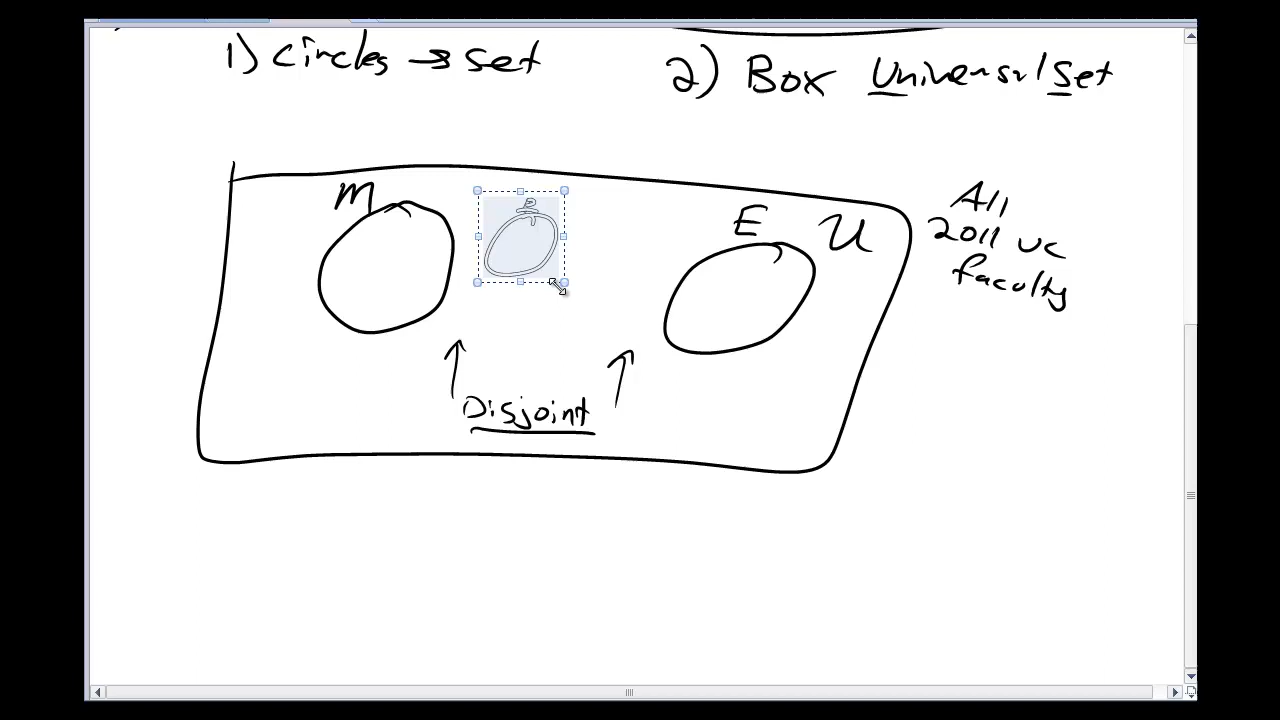 1) Circles → Set
2) Box Universal Set
M
E
U
All
2011 UC
faculty
Disjoint